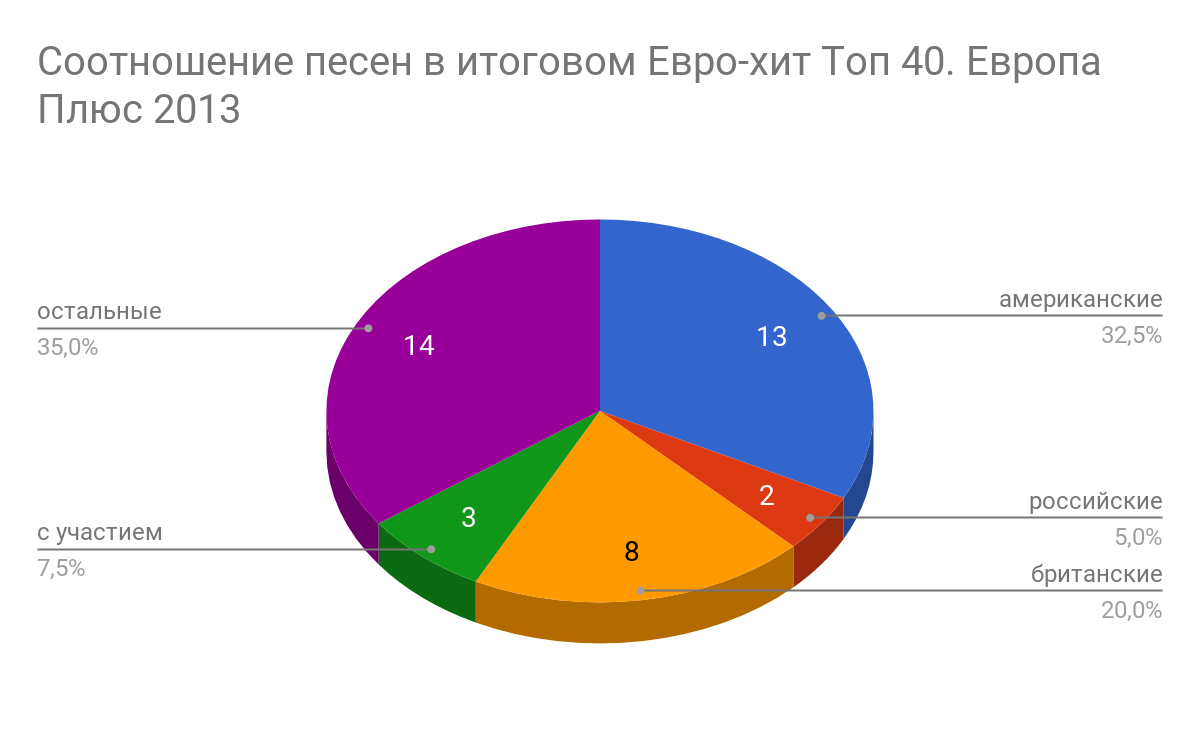 Соотношение песен в итоговом Евро-хит Топ 40. Европа
Плюс 2013
остальные
35,0%
14
13
американские
32,5%
2
российские
5,0%
с участием
7,5%
3
8
британские
20,0%